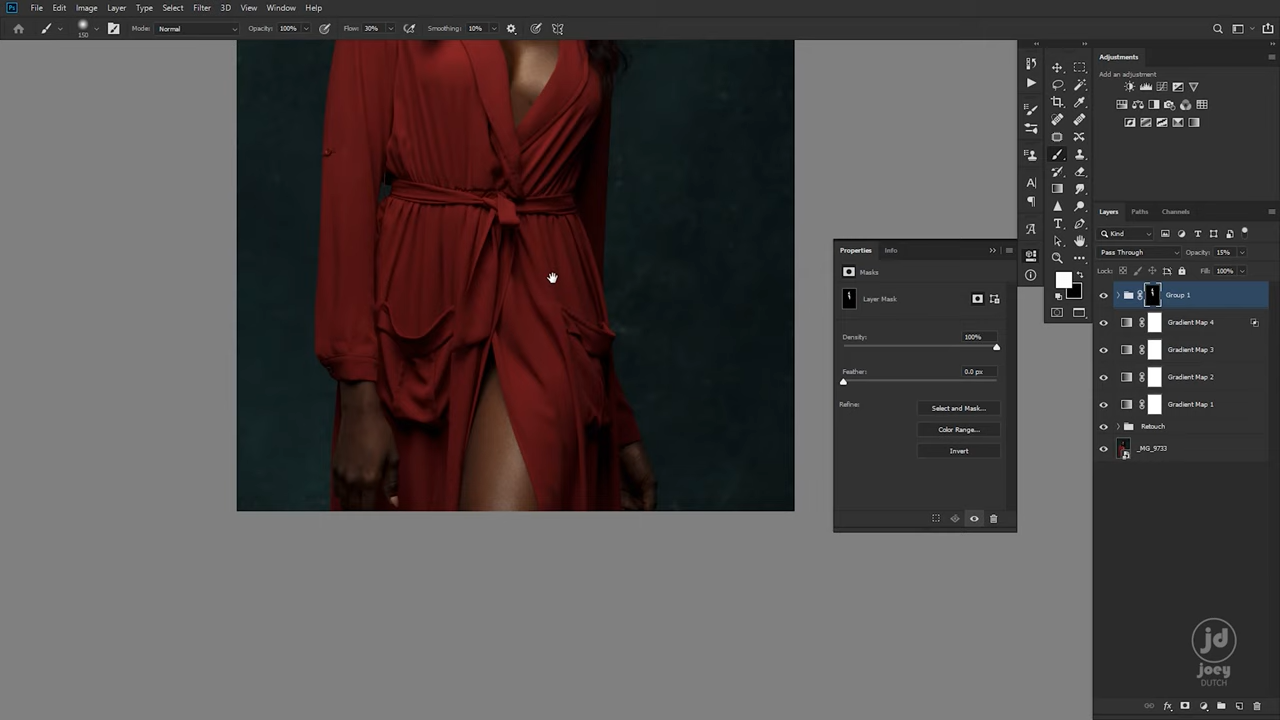 Ps File Edit Image Layer Type Select Filter 3D View Window Help
150 Mode: Normal Opacity: 100% Flow: 30% Smoothing: 10%
Adjustments
Add an adjustment
Layers Paths Channels
Kind
Pass Through Opacity: 15%
Lock: Fill: 100%
Group 1
Gradient Map 4
Gradient Map 3
Gradient Map 2
Gradient Map 1
Retouch
_MG_9733
Properties Info
Masks
Layer Mask
Density: 100%
Feather: 0.0 px
Refine: Select and Mask...
Color Range...
Invert
jd
joey
DUTCH
fx